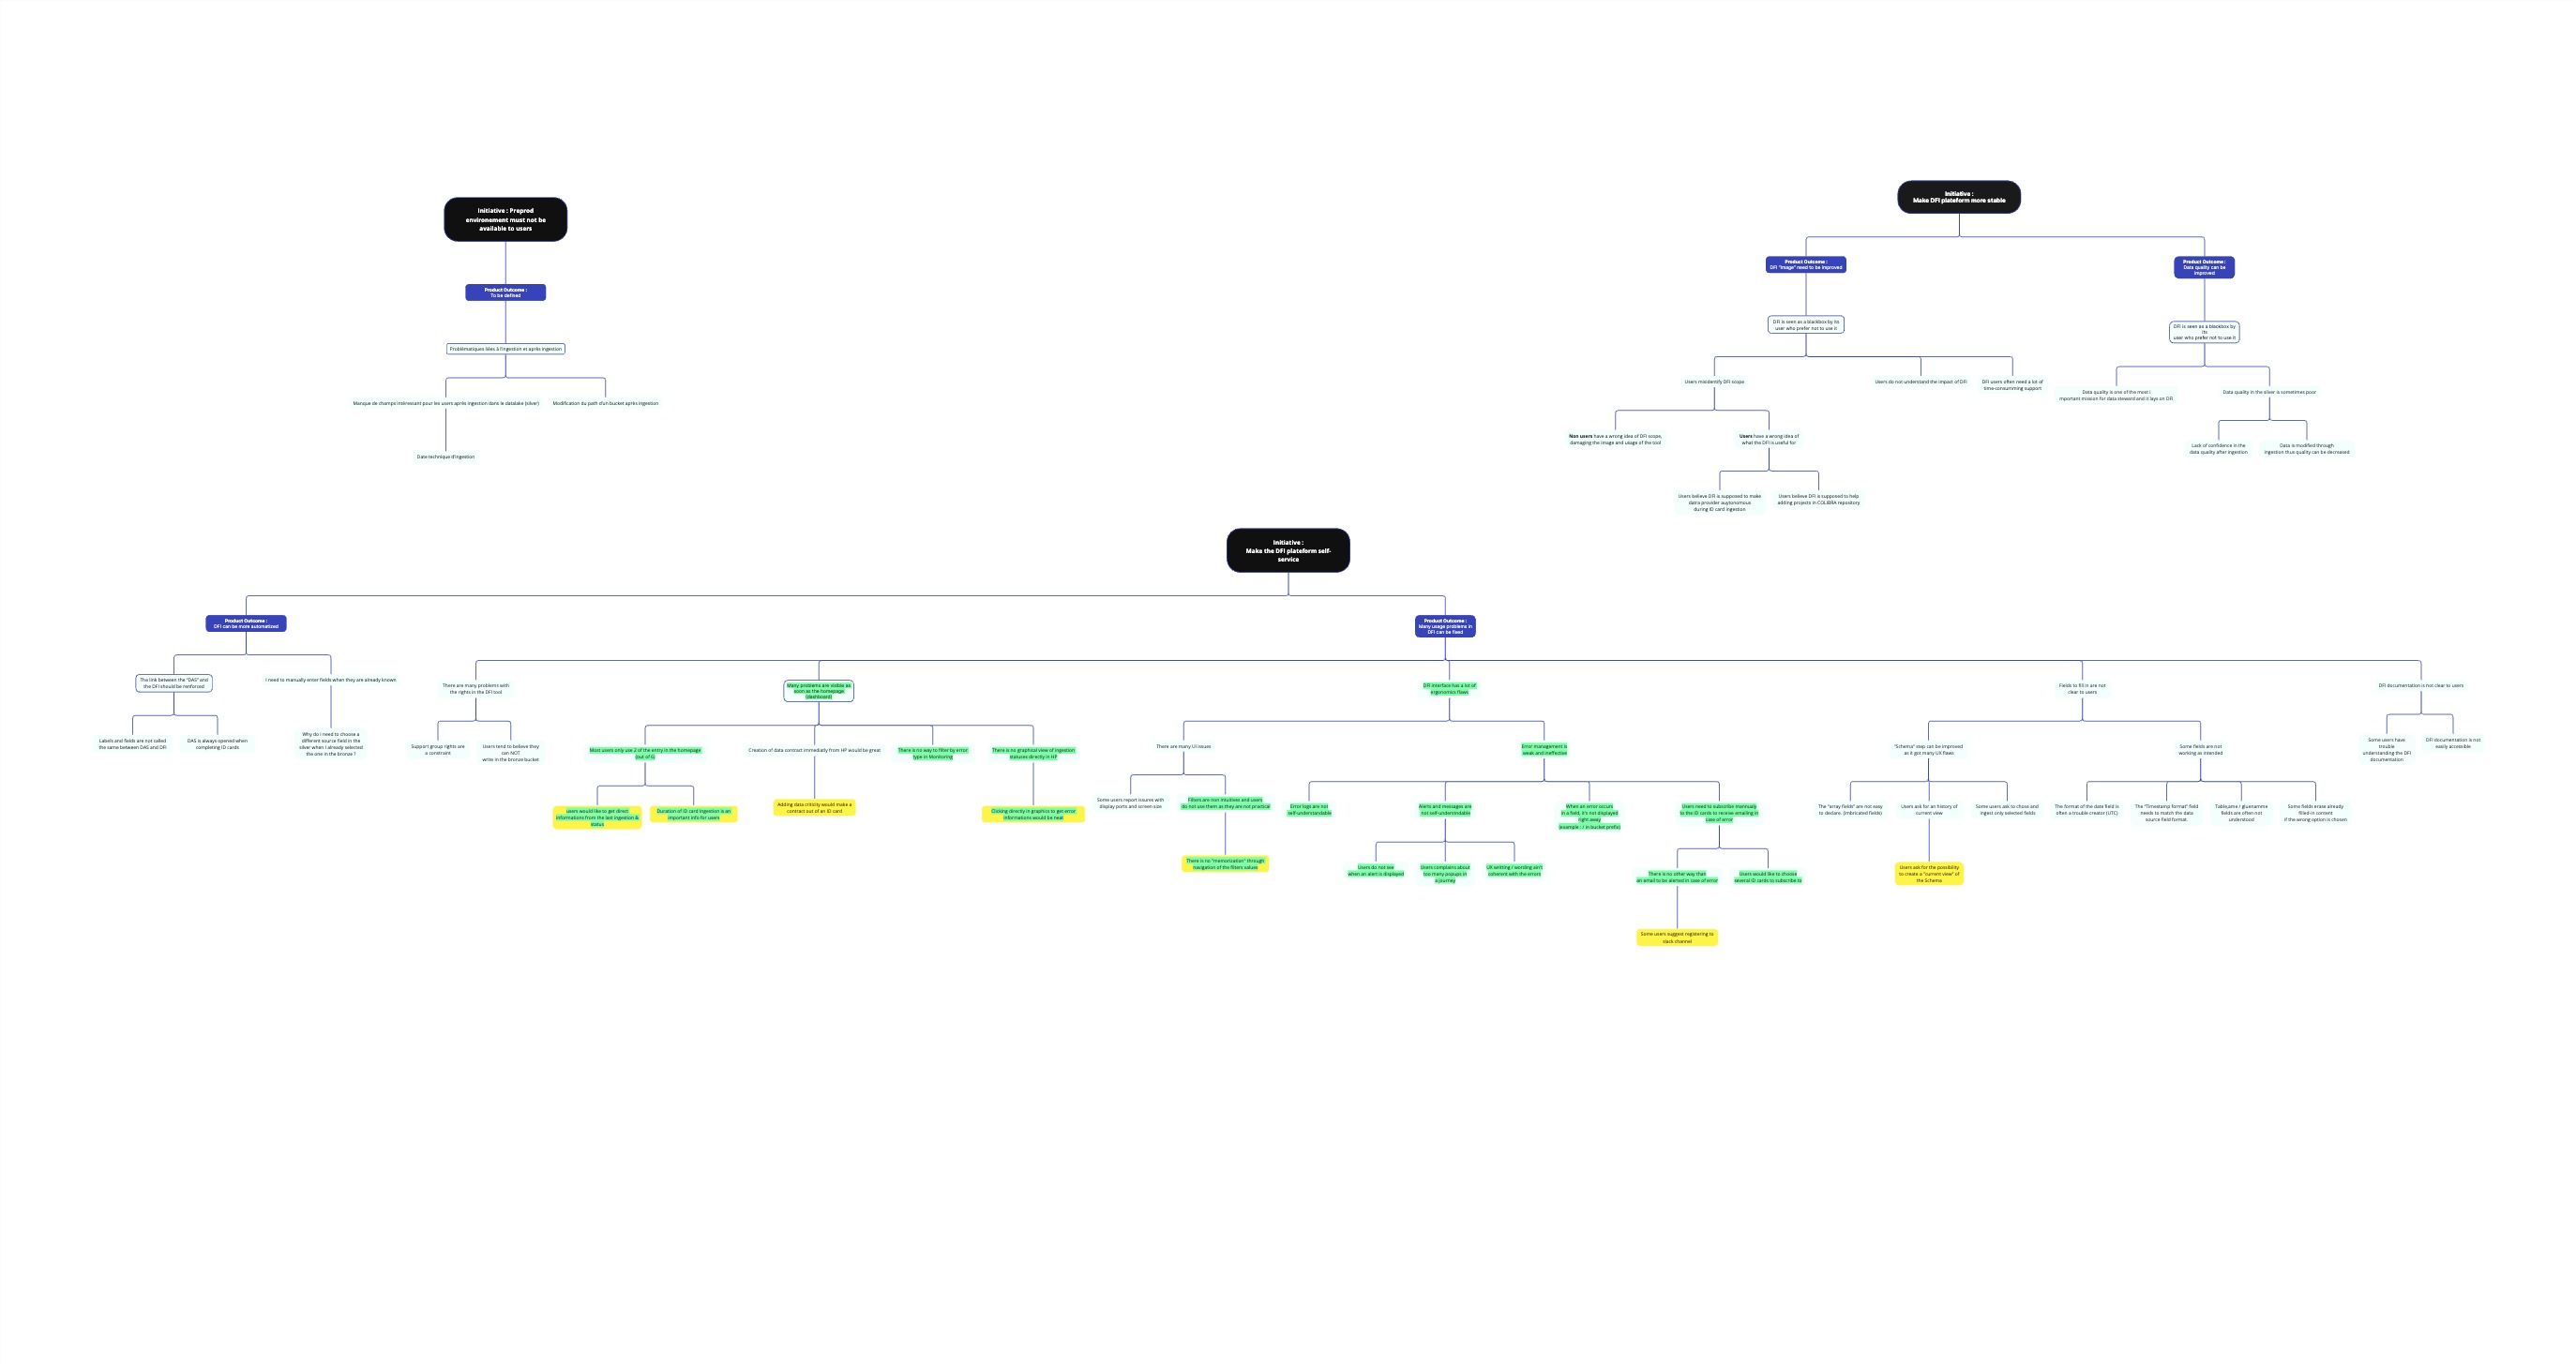 Initiative : Preprod
environement must not be
available to users
Product Outcome :
To be defined
Problématiques liées à l'ingestion et après ingestion
Manque de champs intéressant pour les users après ingestion dans le datalake (silver)
Modification du path d'un bucket après ingestion
Date technique d'ingestion
Initiative :
Make DFI plateform more stable
Product Outcome :
DFI "image" need to be improved
Product Outcome :
Data quality can be
improved
DFI is seen as a blackbox by its
user who prefer not to use it
DFI is seen as a blackbox by
its
user who prefer not to use it
Users misidentify DFI scope
Users do not understand the impact of DFI
DFI users often need a lot of
time-consumming support
Data quality is one of the most i
mportant mission for data steward and it lays on DFI
Data quality in the silver is sometimes poor
Non users have a wrong idea of DFI scope,
damaging the image and usage of the tool
Users have a wrong idea of
what the DFI is useful for
Lack of confidence in the
data quality after ingestion
Data is modified through
ingestion thus quality can be decreased
Users believe DFI is supposed to make
provider
during ID card ingestion
Users believe DFI is supposed to help
adding projects in COLIBRA repository
Initiative :
Make the DFI plateform self-
service
Product Outcome :
DFI can be more automatized
Product Outcome :
Many usage problems in
DFI can be fixed
The link between the "DAS" and
the DFI should be reinforced
I need to manually enter fields when they are already known
There are many problems with
the rights in the DFI tool
Many problems are visible as
soon as the homepage
(dashboard)
DFI interface has a lot of
ergonomics flaws
Fields to fill in are not
clear to users
DFI documentation is not clear to users
Labels and fields are not called
the same between DAS and DFI
DAS is always opened when
completing ID cards
Why do I need to choose a
different source field in the
silver when I already selected
the one in the bronze ?
Support group rights are
a constraint
Users tend to believe they
can NOT
write in the bronze bucket
Most users only use 2 of the entry in the homepage
(out of 6)
Creation of data contract immediatly from HP would be great
There is no way to filter by error
type in Monitoring
There is no graphical view of ingestion
statuses directly in HP
There are many UI issues
Error management is
weak and ineffective
"Schema" step can be improved
as it got many UX flaws
Some fields are not
working as intended
Some users have
trouble
understanding the DFI
documentation
DFI documentation is not
easily accessible
users would like to get direct
informations from the last ingestion &
status
Duration of ID card ingestion is an
important info for users
Adding data criticity would make a
contract out of an ID card
Clicking directly in graphics to get error
informations would be neat
Some users report issures with
display ports and screen size
Filters are non intuitives and users
do not use them as they are not practical
Error logs are not
self-understandable
Alerts and messages are
not self-understndable
When an error occurs
in a field, it's not displayed
right away
(example : / in bucket prefix)
Users need to subscribe mannualy
to the ID cards to receive emailing in
case of error
The "array fields" are not easy
to declare. (imbricated fields)
Users ask for an history of
current view
Some users ask to chose and
ingest only selected fields
The format of the date field is
often a trouble creator (UTC)
The "Timestamp format" field
needs to match the data
source field format.
fields are often not
understood
Some fields erase already
filled-in content
if the wrong option is chosen
There is no "memorization" through
navigation of the filters values
Users do not see
when an alert is displayed
Users complains about
too many popups in
a journey
UX writting / wording ain't
coherent with the errors
There is no other way than
an email to be alerted in case of error
Users would like to choose
several ID cards to subscribe to
Users ask for the possibility
to create a "current view" of
the Schema
Some users suggest registering to
slack channel